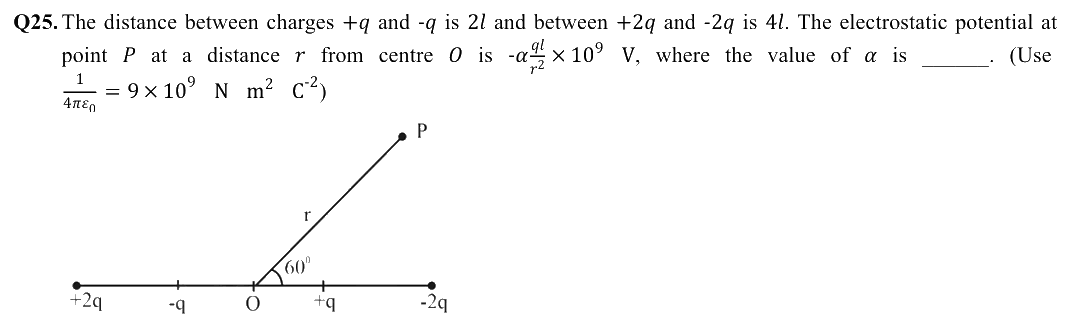 Q25. The distance between charges +q and -q is 2l and between +2q and -2q is 4l. The electrostatic potential at
point P at a distance r from centre O is -α ql/r² × 10⁹ V, where the value of α is ______. (Use
1/4πε₀ = 9 × 10⁹ N m² C⁻²)
P
r
60⁰
+2q -q O +q -2q